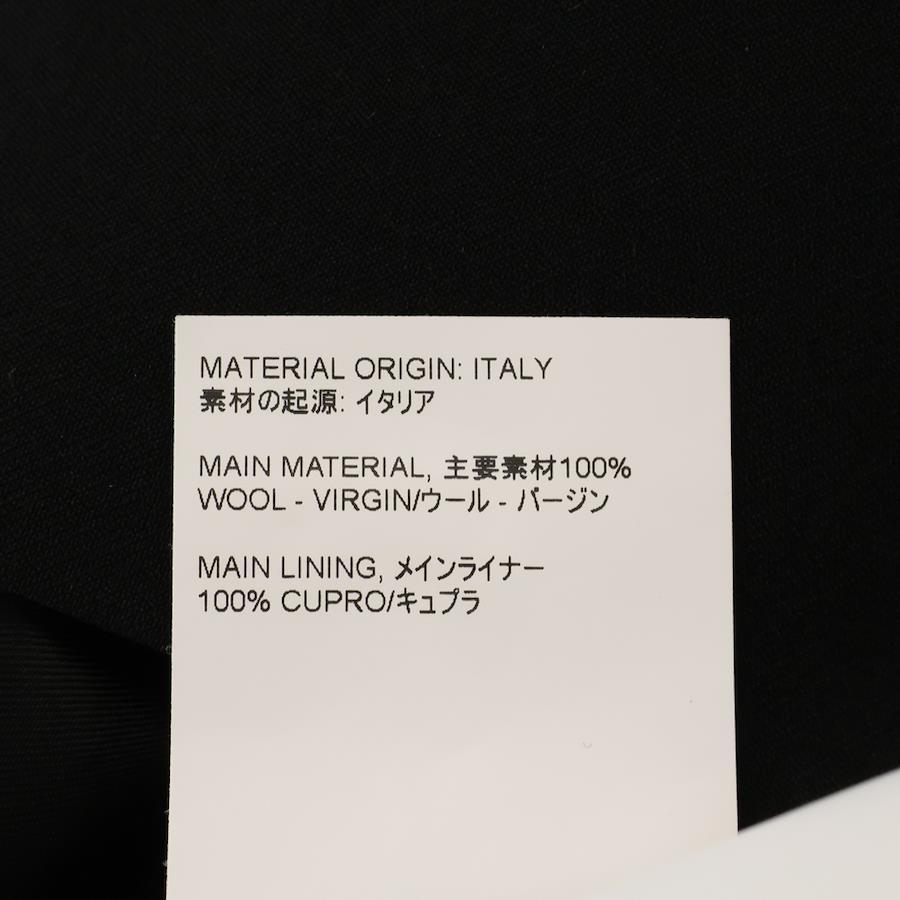 MATERIAL ORIGIN: ITALY
素材の起源: イタリア
MAIN MATERIAL, 主要素材100%
WOOL - VIRGIN/ウール - バージン
MAIN LINING, メインライナー
100% CUPRO/キュプラ